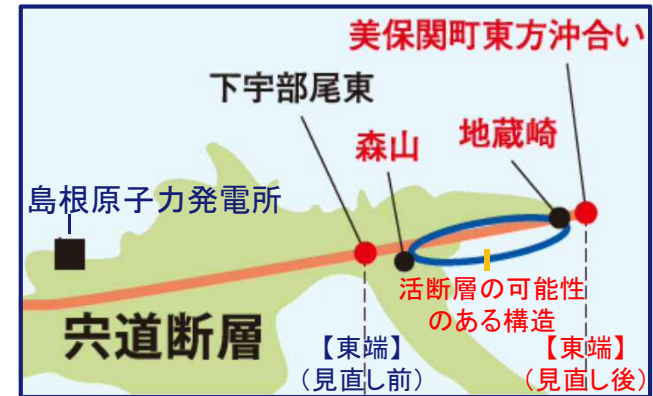 美保関町東方沖合い
下宇部尾東
森山
地蔵崎
島根原子力発電所
活断層の可能性
のある構造
宍道断層
【東端】
（見直し前）
【東端】
（見直し後）